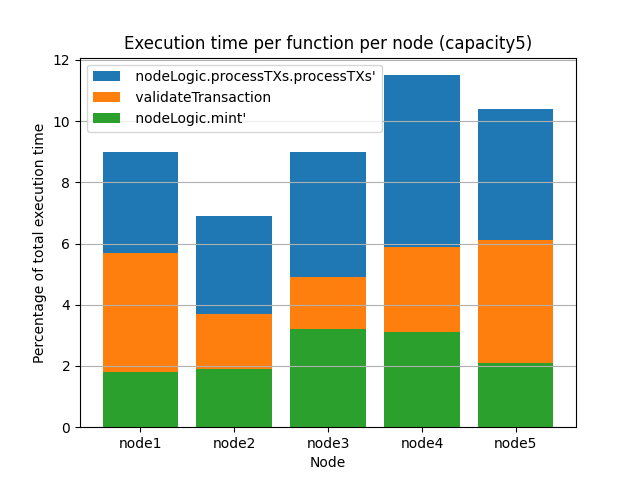 Execution time per function per node (capacity5)
nodeLogic.processTXs.processTXs'
validateTransaction
nodeLogic.mint'
Percentage of total execution time
12
10
8
6
4
2
0
node1 node2 node3 node4 node5
Node